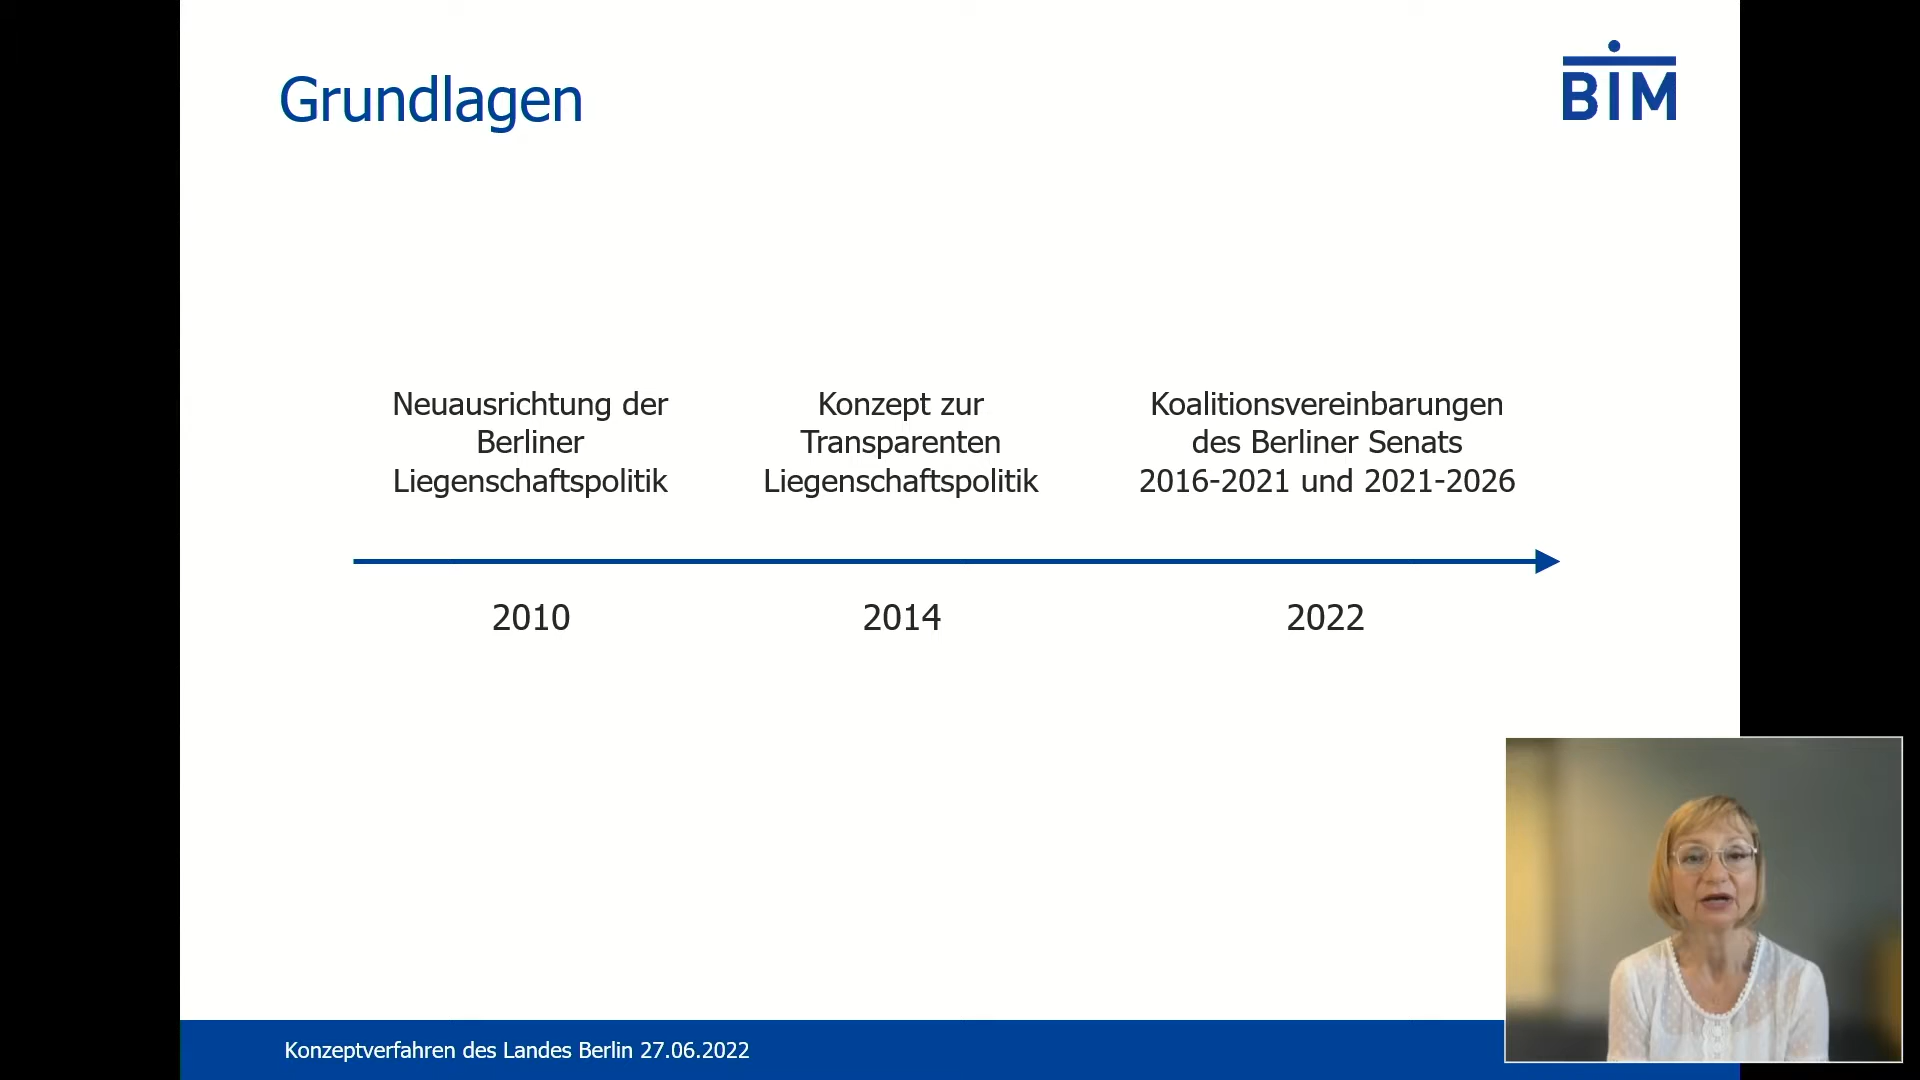 Grundlagen
BIM
Neuausrichtung der
Berliner
Liegenschaftspolitik
Konzept zur
Transparenten
Liegenschaftspolitik
Koalitionsvereinbarungen
des Berliner Senats
2016-2021 und 2021-2026
2010
2014
2022
Konzeptverfahren des Landes Berlin 27.06.2022